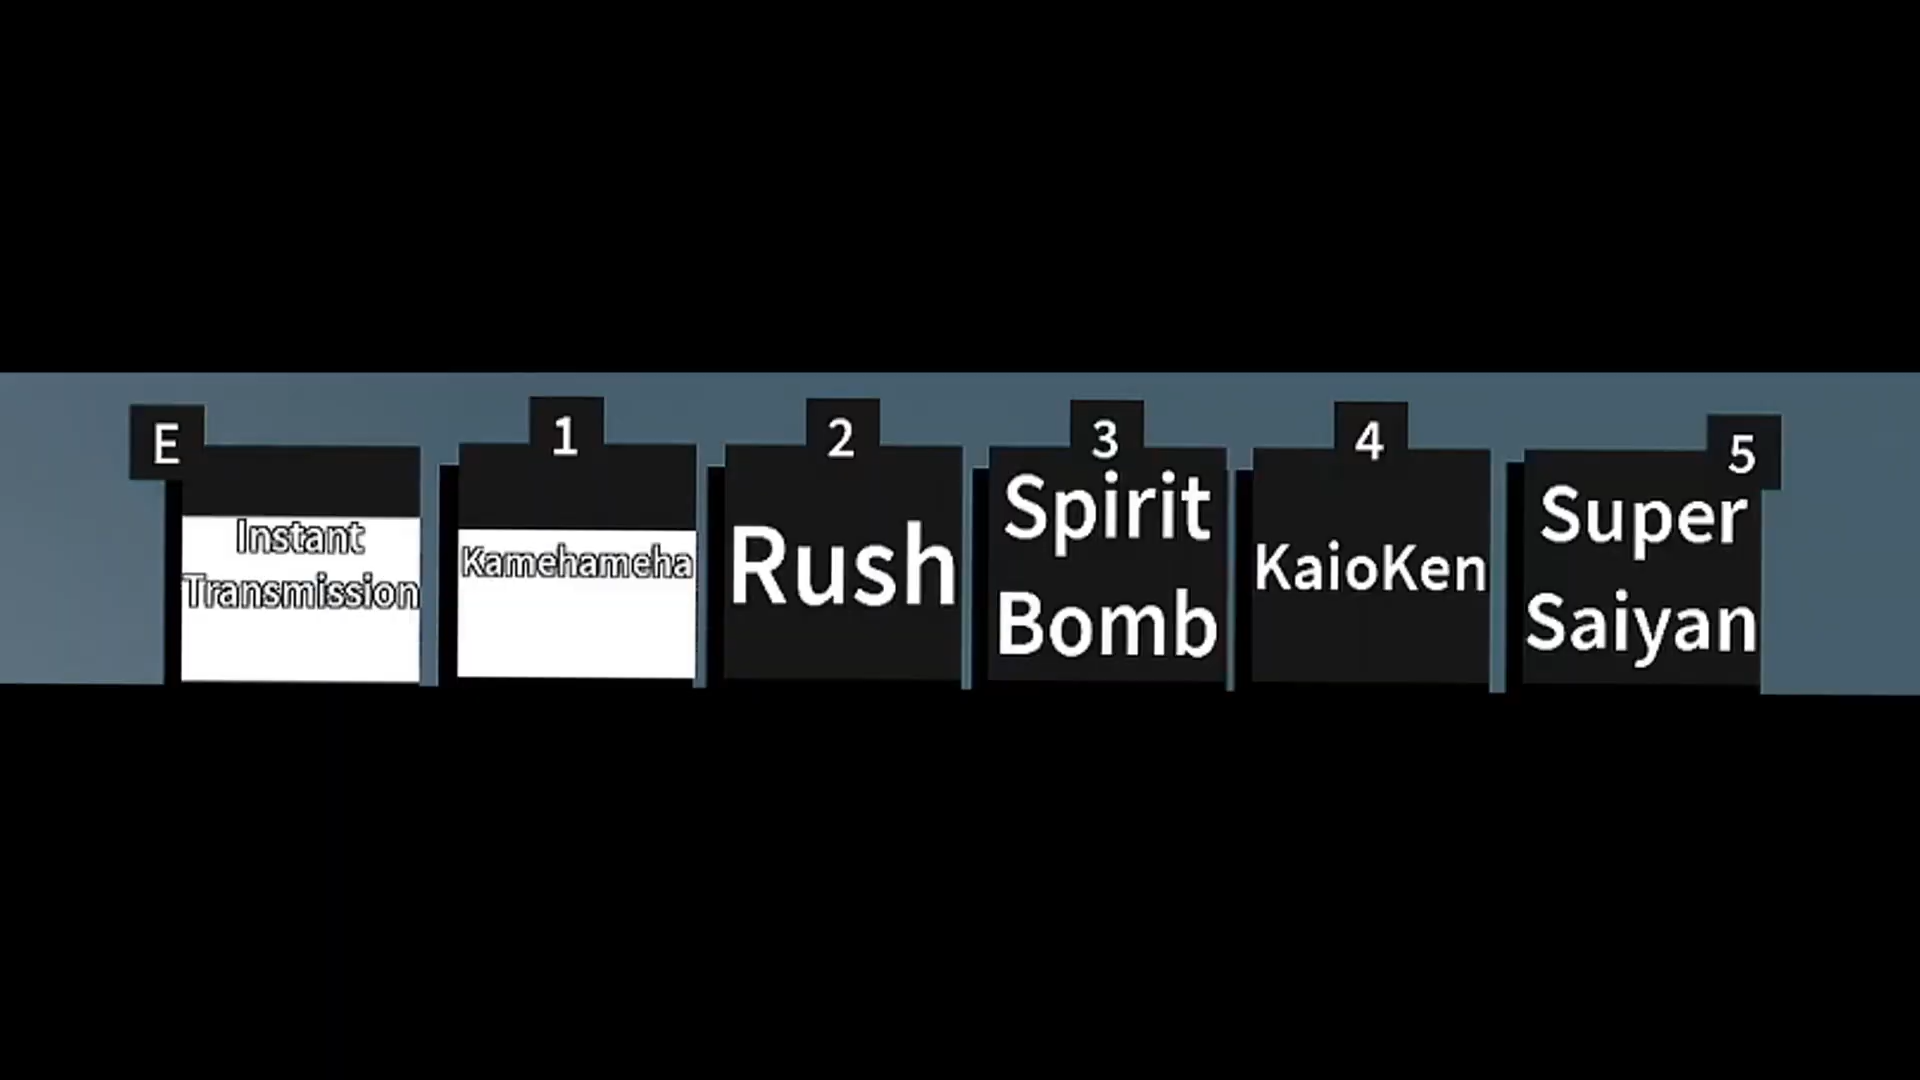 E
Instant
Transmission
1
Kamehameha
2
Rush
3
Spirit
Bomb
4
KaioKen
5
Super
Saiyan